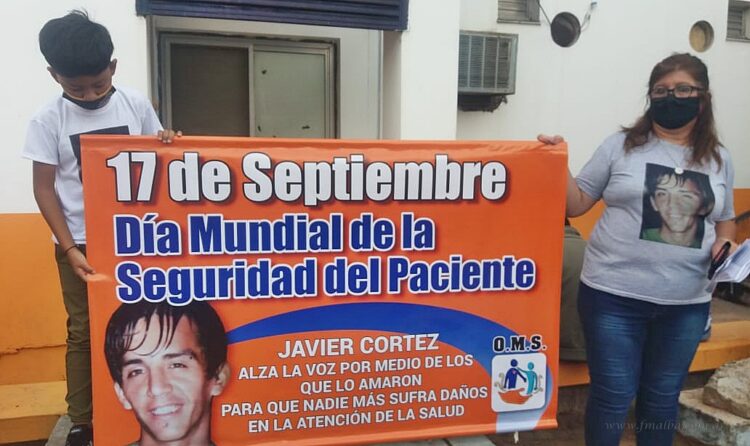 17 de Septiembre
Día Mundial de la
Seguridad del Paciente
JAVIER CORTEZ
ALZA LA VOZ POR MEDIO DE LOS
QUE LO AMARON
PARA QUE NADIE MÁS SUFRA DAÑOS
EN LA ATENCIÓN DE LA SALUD
O.M.S.